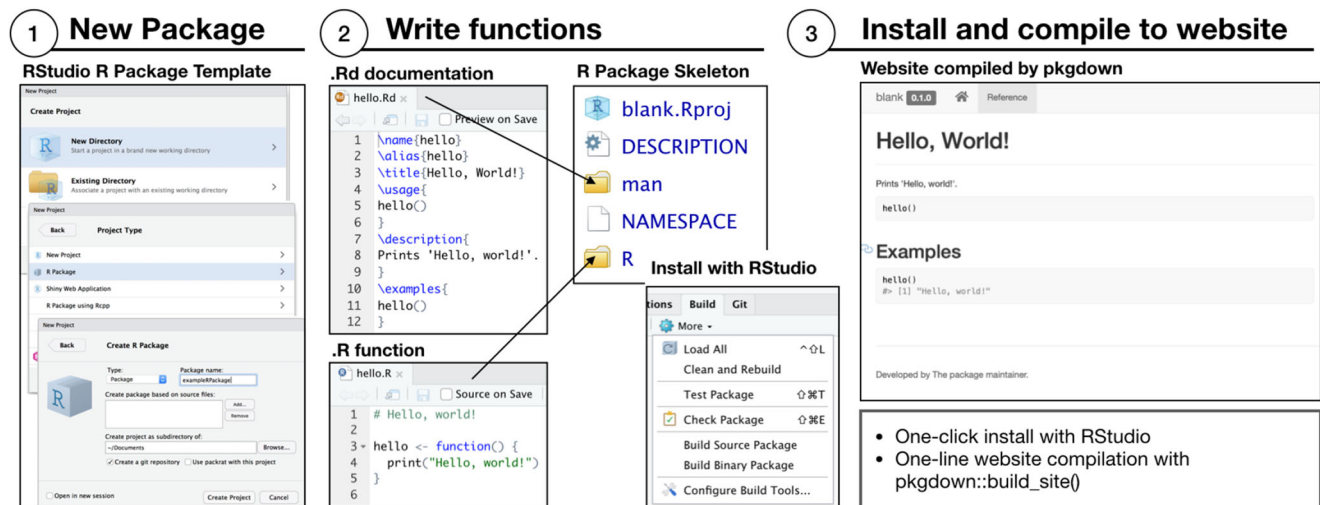 1 New Package
RStudio R Package Template
New Project
Create Project
New Directory
Start a project in a brand new working directory
Existing Directory
Associate a project with an existing working directory
New Project
Back Project Type
New Project
R Package
Shiny Web Application
R Package using Rcpp
New Project
Back Create R Package
Type: Package name:
Package exampleRPackage
Create package based on source files:
Add...
Remove
Create project as subdirectory of:
~/Documents Browse...
Create a git repository Use packrat with this project
Open in new session Create Project Cancel
2 Write functions
.Rd documentation
hello.Rd
Preview on Save
1 \name{hello}
2 \alias{hello}
3 \title{Hello, World!}
4 \usage{
5 hello()
6 }
7 \description{
8 Prints 'Hello, world!'.
9 }
10 \examples{
11 hello()
12 }
.R function
hello.R
Source on Save
1 # Hello, world!
2
3 hello <- function() {
4 print("Hello, world!")
5 }
6
R Package Skeleton
blank.Rproj
DESCRIPTION
man
NAMESPACE
R
Install with RStudio
tions Build Git
More
Load All ^⇧L
Clean and Rebuild
Test Package ⇧⌘T
Check Package ⇧⌘E
Build Source Package
Build Binary Package
Configure Build Tools...
3 Install and compile to website
Website compiled by pkgdown
blank 0.1.0 Reference
Hello, World!
Prints 'Hello, world!'.
hello()
Examples
hello()
#> [1] "Hello, world!"
Developed by The package maintainer.
• One-click install with RStudio
• One-line website compilation with
pkgdown::build_site()